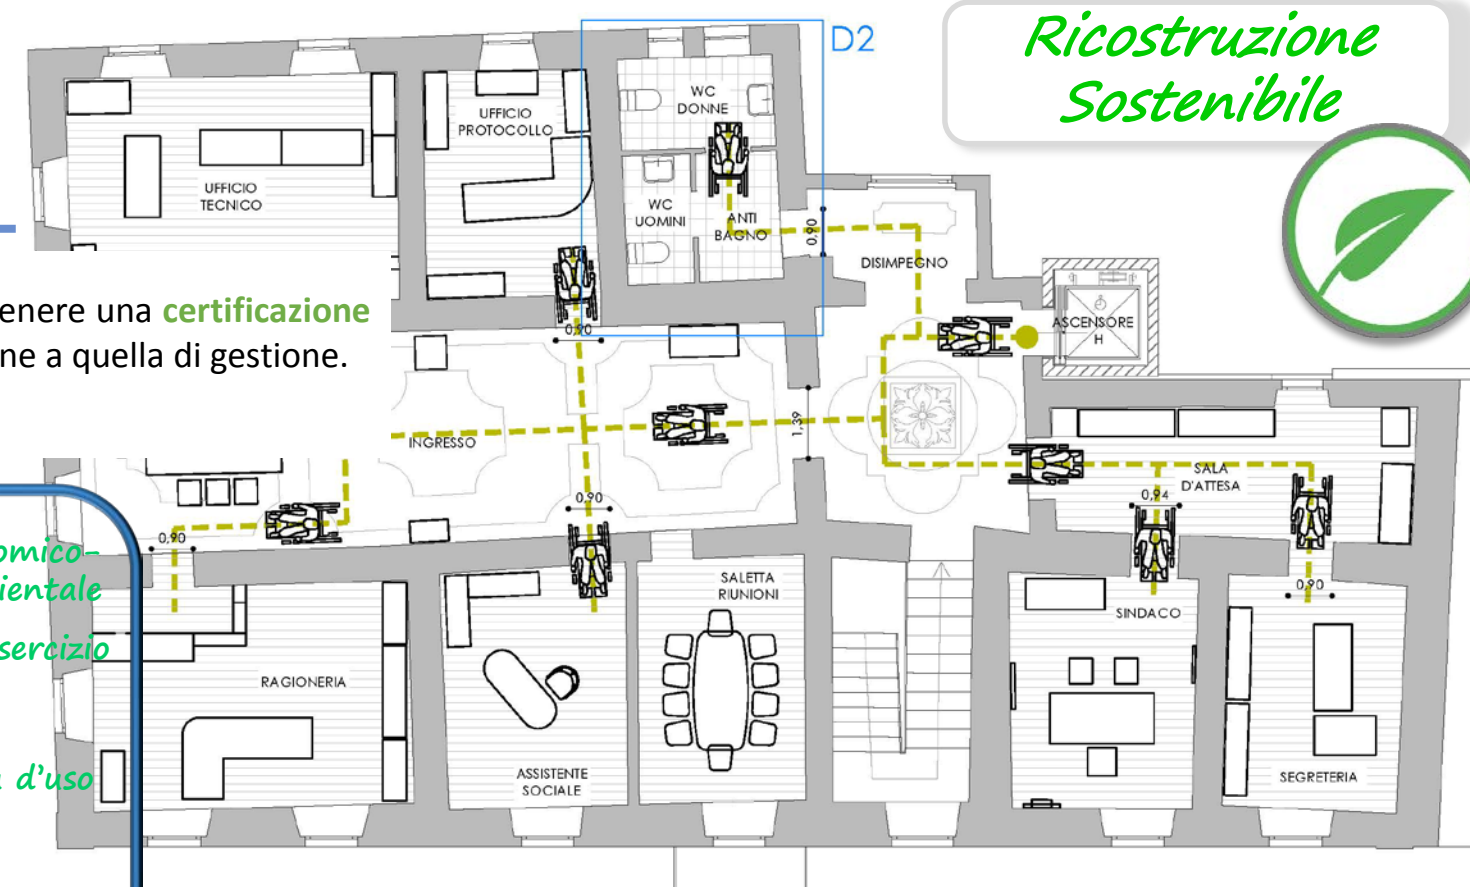 Ricostruzione
Sostenibile
D2
WC
DONNE
UFFICIO
PROTOCOLLO
UFFICIO
TECNICO
WC
UOMINI
ANTI
BAGNO
0,90
DISIMPEGNO
enere una certificazione
ne a quella di gestione.
0,90
ASCENSORE
H
1,39
INGRESSO
SALA
D'ATTESA
0,90
0,94
0,90
omico-
ientale
sercizio
d'uso
SALETTA
RIUNIONI
SINDACO
0,90
RAGIONERIA
ASSISTENTE
SOCIALE
SEGRETERIA